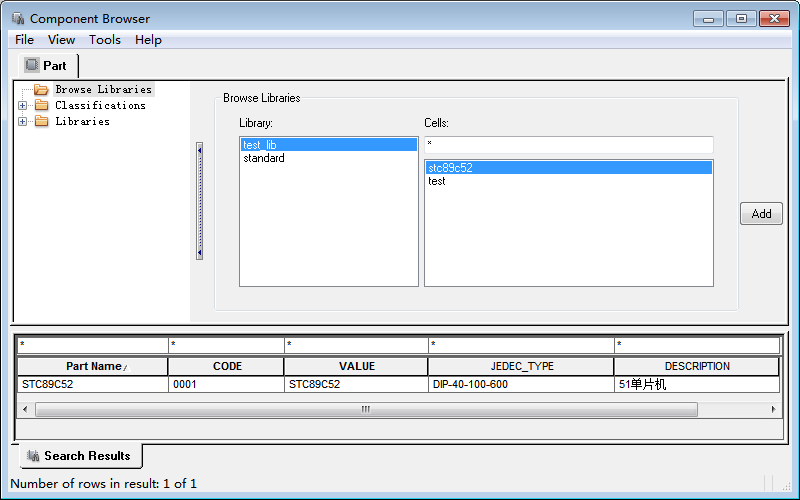 Component Browser
File View Tools Help
Part
Browse Libraries
Classifications
Libraries
Browse Libraries
Library:
test_lib
standard
Cells:
*
stc89c52
test
Add
* * * * *
Part Name CODE VALUE JEDEC_TYPE DESCRIPTION
STC89C52 0001 STC89C52 DIP-40-100-600 51单片机
Search Results
Number of rows in result: 1 of 1